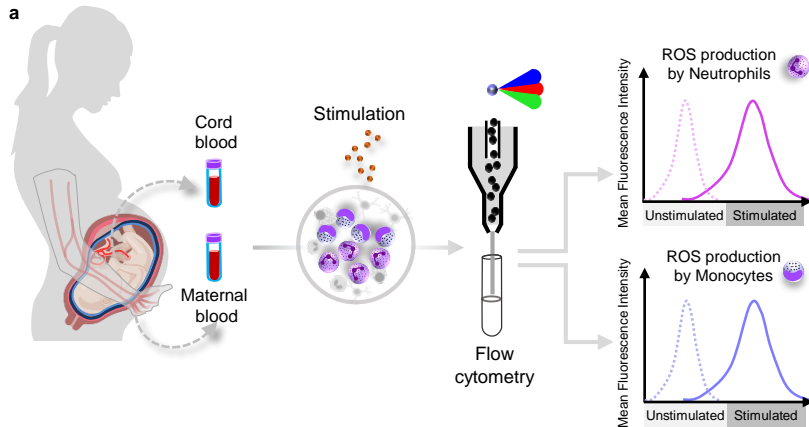 a
Cord
blood
Maternal
blood
Stimulation
Flow
cytometry
ROS production
by Neutrophils
Mean Fluorescence Intensity
Unstimulated
Stimulated
ROS production
by Monocytes
Mean Fluorescence Intensity
Unstimulated
Stimulated